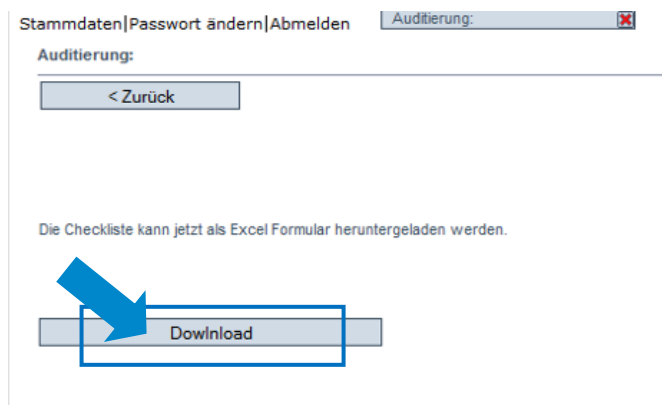 Stammdaten|Passwort ändern|Abmelden
Auditierung:
Auditierung:
< Zurück
Die Checkliste kann jetzt als Excel Formular heruntergeladen werden.
Dowlnload